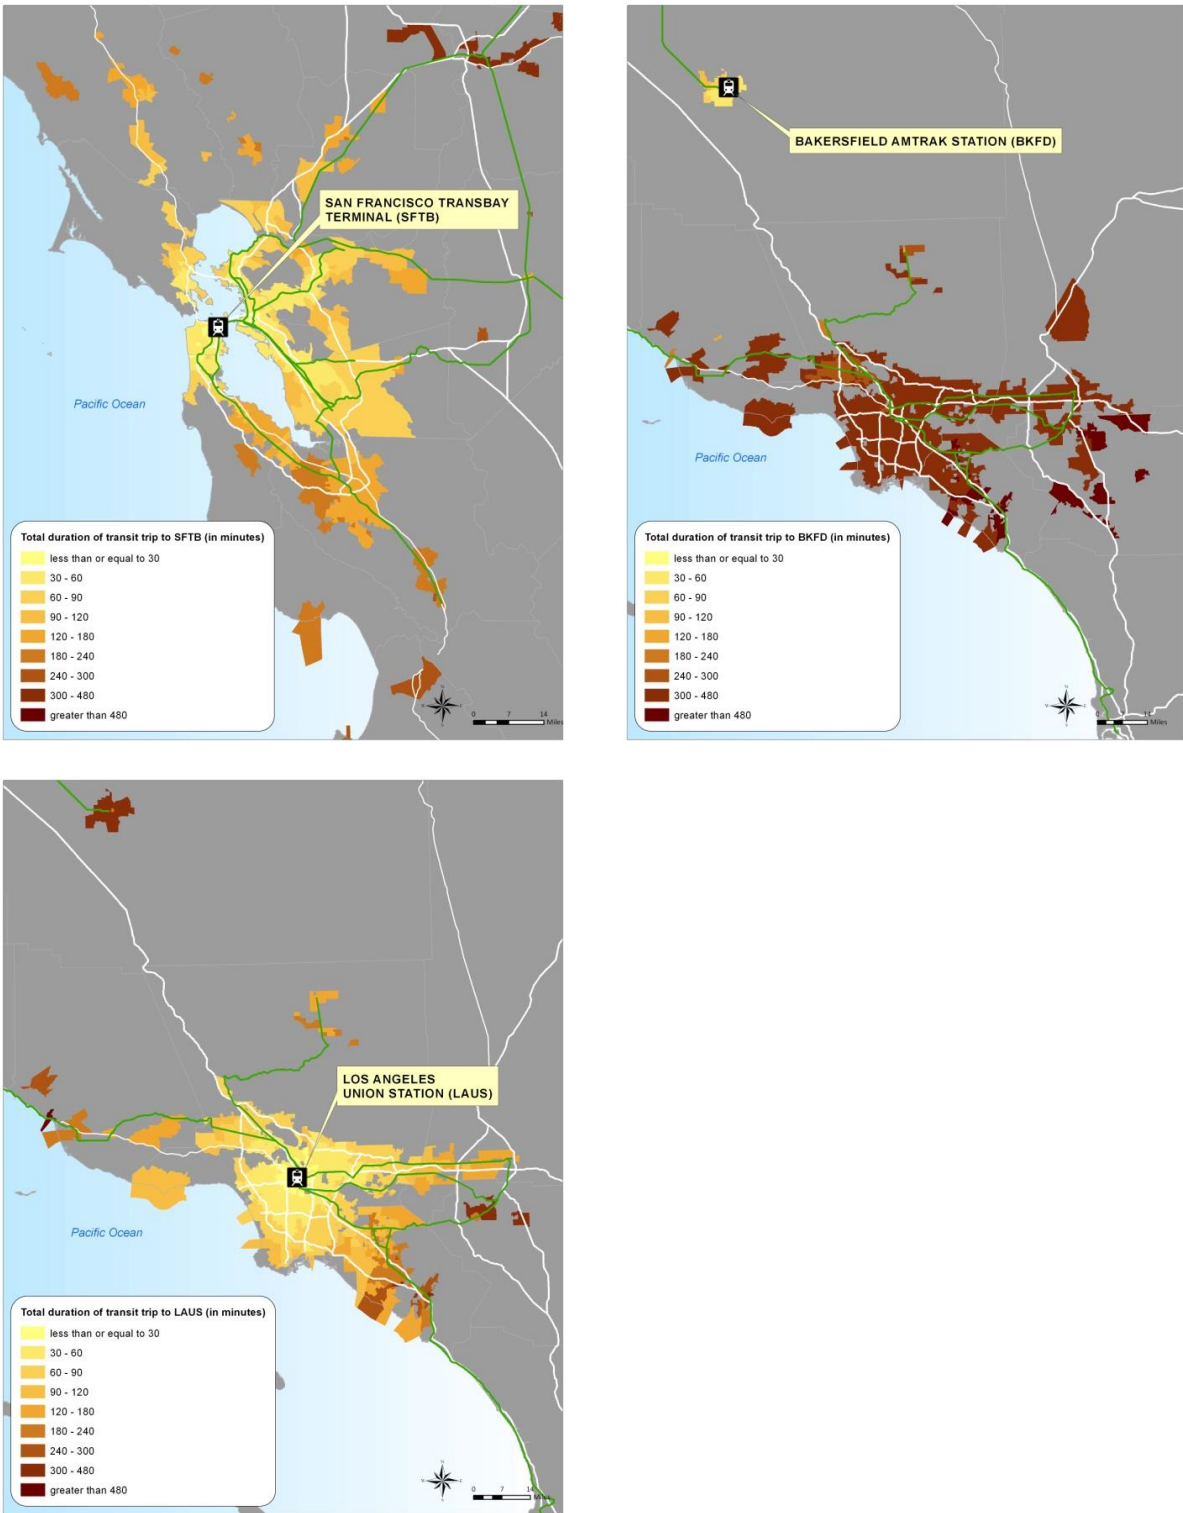 SAN FRANCISCO TRANSBAY
TERMINAL (SFTB)
Pacific Ocean
Total duration of transit trip to SFTB (in minutes)
less than or equal to 30
30 - 60
60 - 90
90 - 120
120 - 180
180 - 240
240 - 300
300 - 480
greater than 480
0 7 14
Miles
BAKERSFIELD AMTRAK STATION (BKFD)
Pacific Ocean
Total duration of transit trip to BKFD (in minutes)
less than or equal to 30
30 - 60
60 - 90
90 - 120
120 - 180
180 - 240
240 - 300
300 - 480
greater than 480
0 7 14
Miles
LOS ANGELES
UNION STATION (LAUS)
Pacific Ocean
Total duration of transit trip to LAUS (in minutes)
less than or equal to 30
30 - 60
60 - 90
90 - 120
120 - 180
180 - 240
240 - 300
300 - 480
greater than 480
0 7 14
Miles